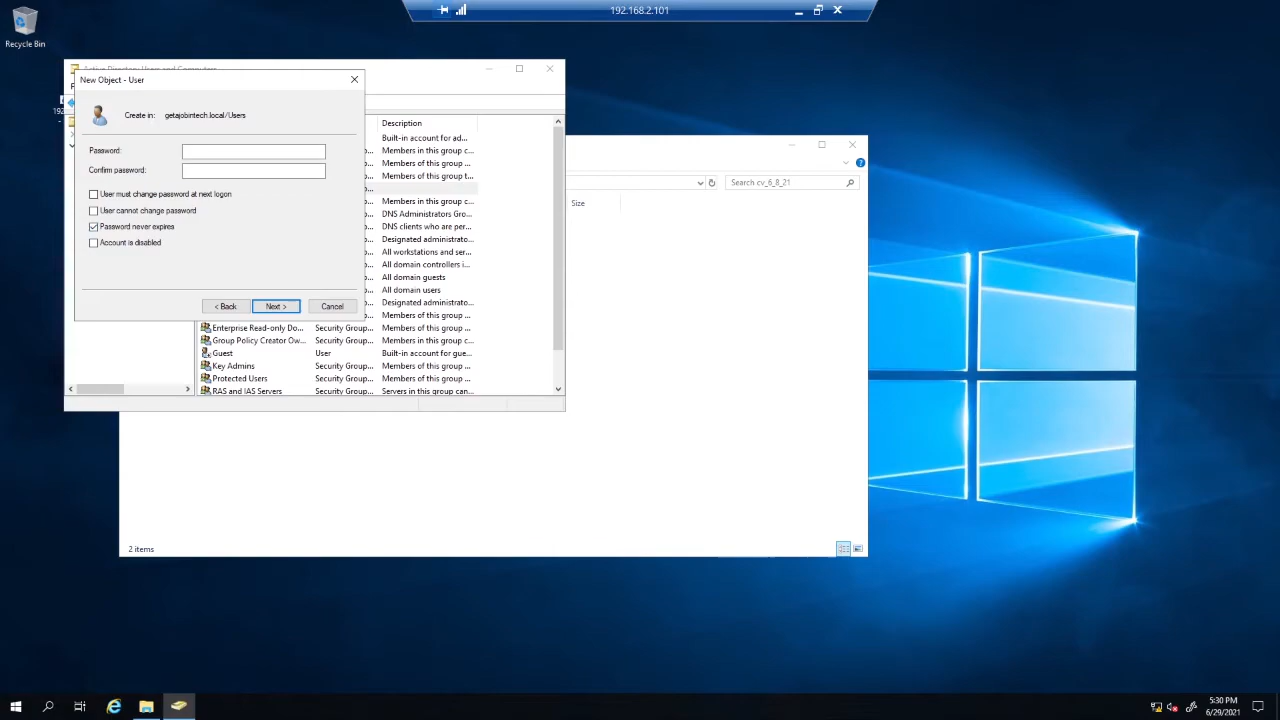 192.168.2.101
Recycle Bin
Active Directory Users and Computers
New Object - User
Create in: getajobintech.local/Users
Password:
Confirm password:
User must change password at next logon
User cannot change password
Password never expires
Account is disabled
< Back
Next >
Cancel
Description
Built-in account for ad...
Members in this group c...
Members of this group ...
Members of this group t...
Members in this group c...
DNS Administrators Gro...
DNS clients who are per...
Designated administrato...
All workstations and ser...
All domain controllers i...
All domain guests
All domain users
Designated administrato...
Members of this group ...
Enterprise Read-only Do... Security Group... Members of this group ...
Group Policy Creator Ow... Security Group... Members in this group c...
Guest User Built-in account for gue...
Key Admins Security Group... Members of this group ...
Protected Users Security Group... Members of this group ...
RAS and IAS Servers Security Group... Servers in this group can...
Search cv_6_8_21
Size
2 items
5:30 PM
6/29/2021